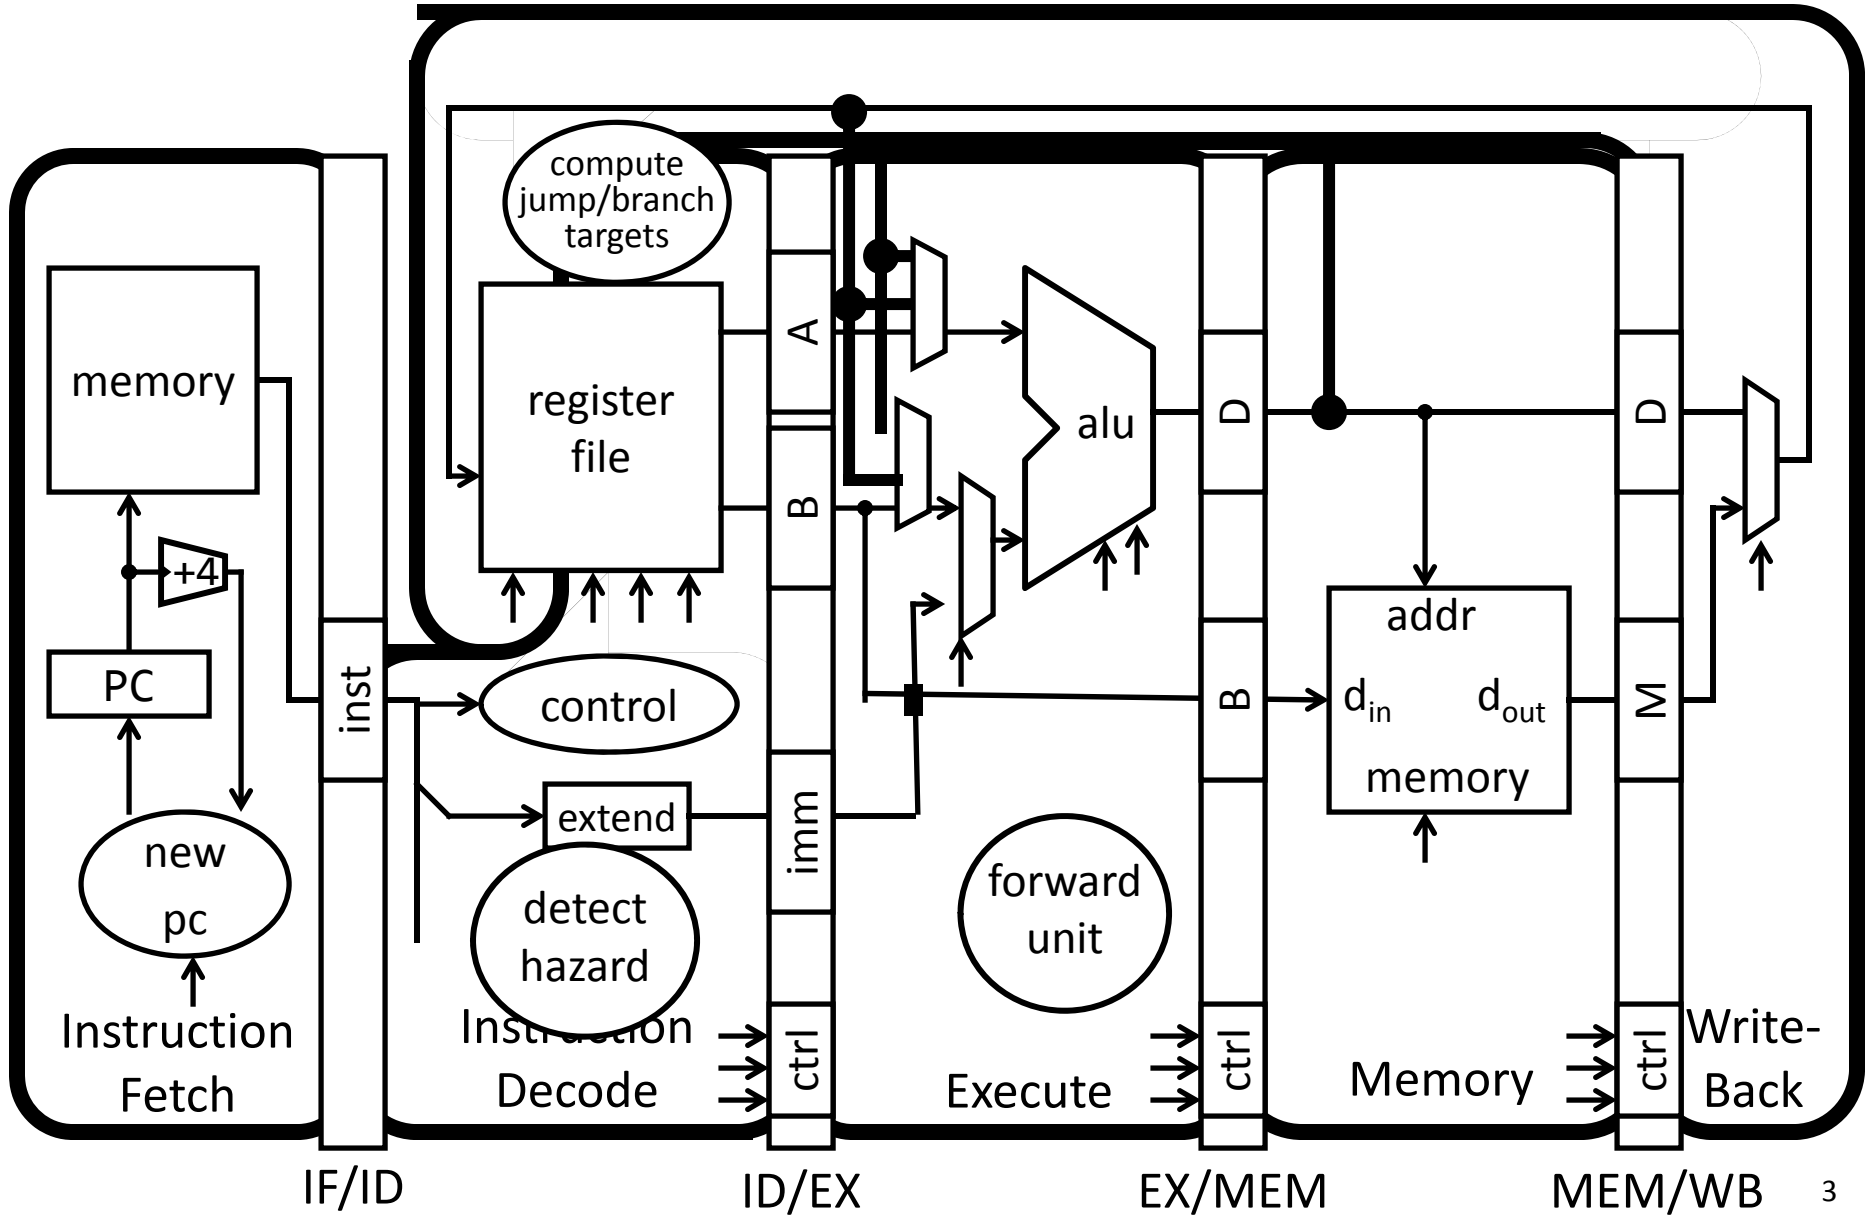 compute
jump/branch
targets
memory
register
file
alu
A
B
D
D
+4
PC
inst
control
addr
d_in
d_out
memory
B
M
new
pc
extend
imm
detect
hazard
forward
unit
Instruction
Fetch
Instruction
Decode
ctrl
Execute
ctrl
Memory
ctrl
Write-
Back
IF/ID
ID/EX
EX/MEM
MEM/WB
3